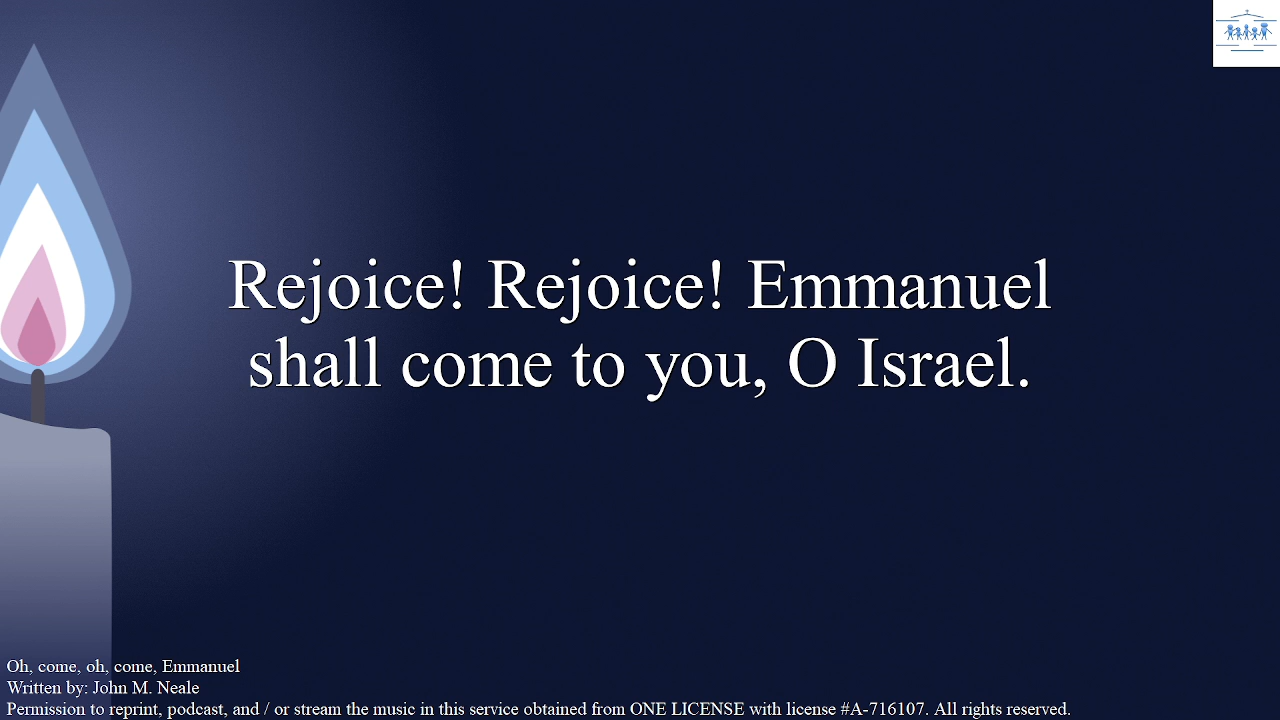 Rejoice! Rejoice! Emmanuel
shall come to you, O Israel.
Oh, come, oh, come, Emmanuel
Written by: John M. Neale
Permission to reprint, podcast, and / or stream the music in this service obtained from ONE LICENSE with license #A-716107. All rights reserved.